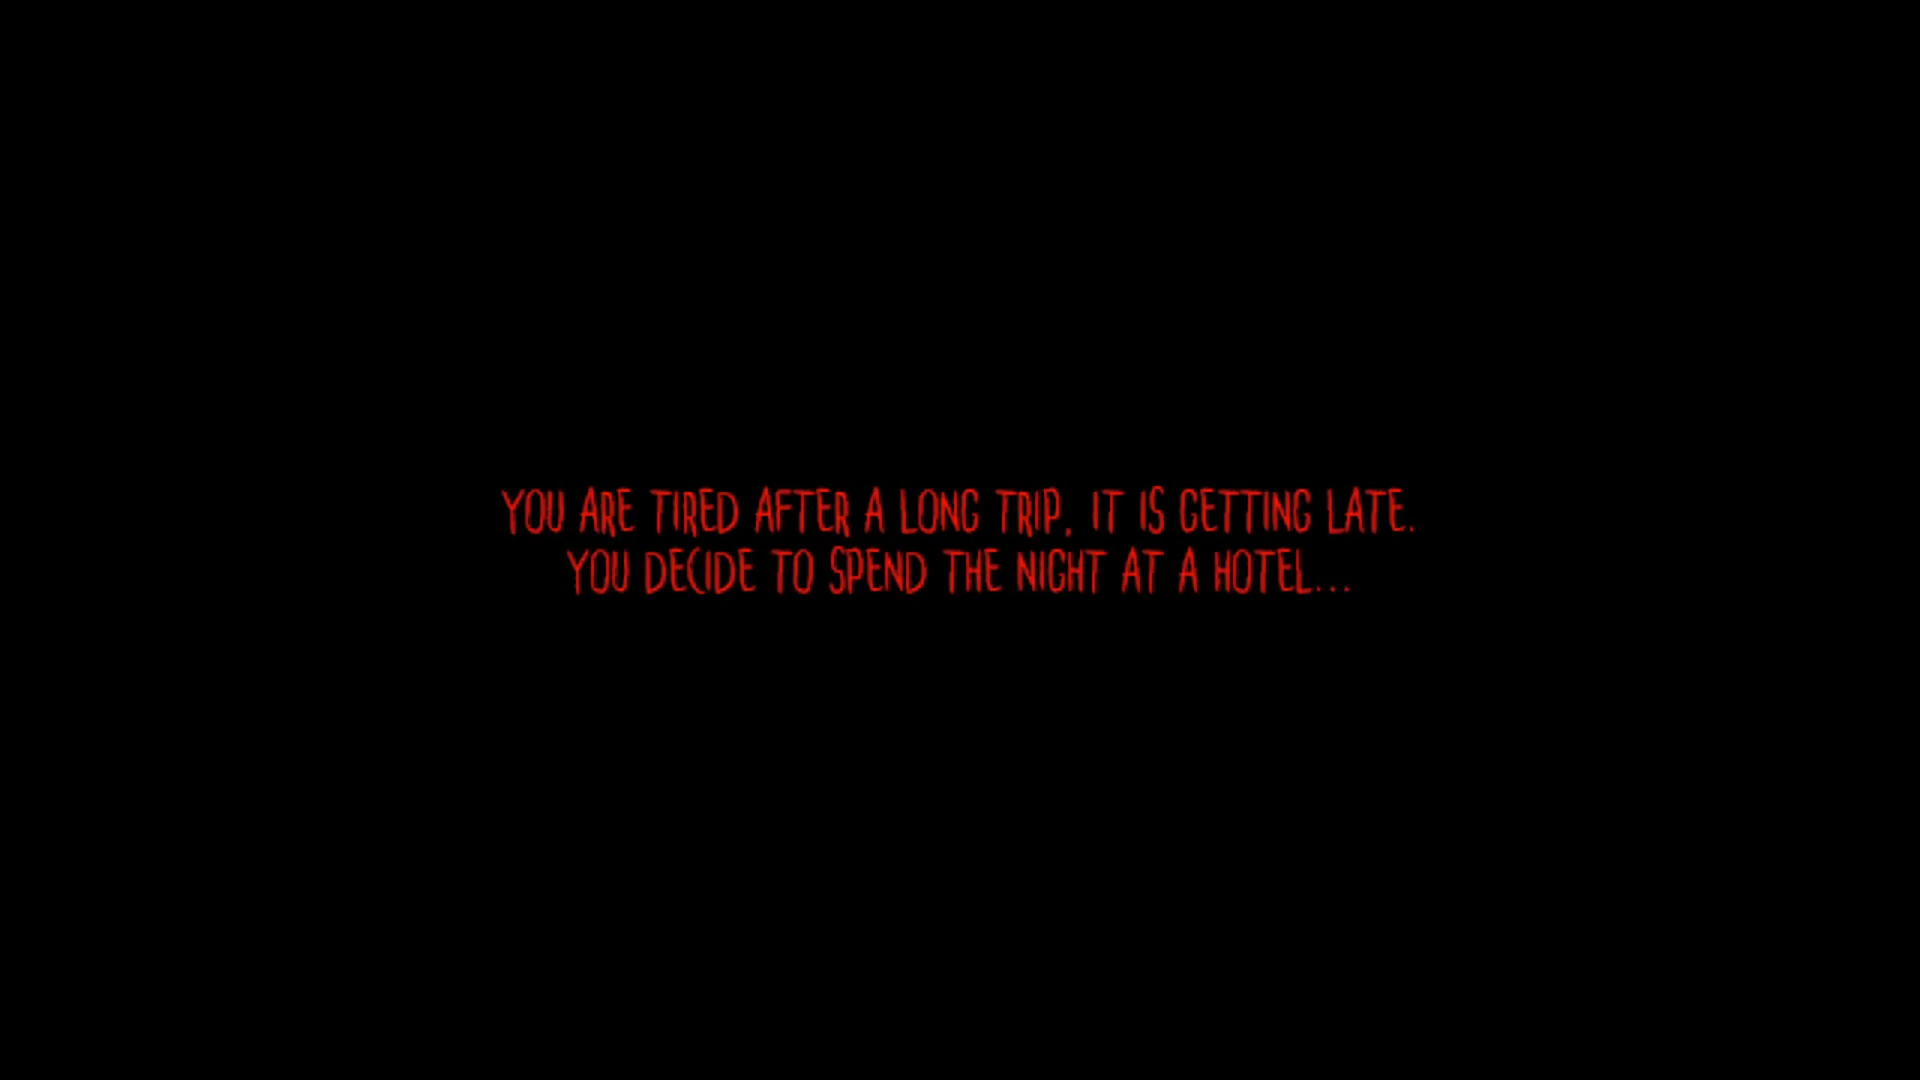 YOU ARE TIRED AFTER A LONG TRIP, IT IS GETTING LATE.
YOU DECIDE TO SPEND THE NIGHT AT A HOTEL...